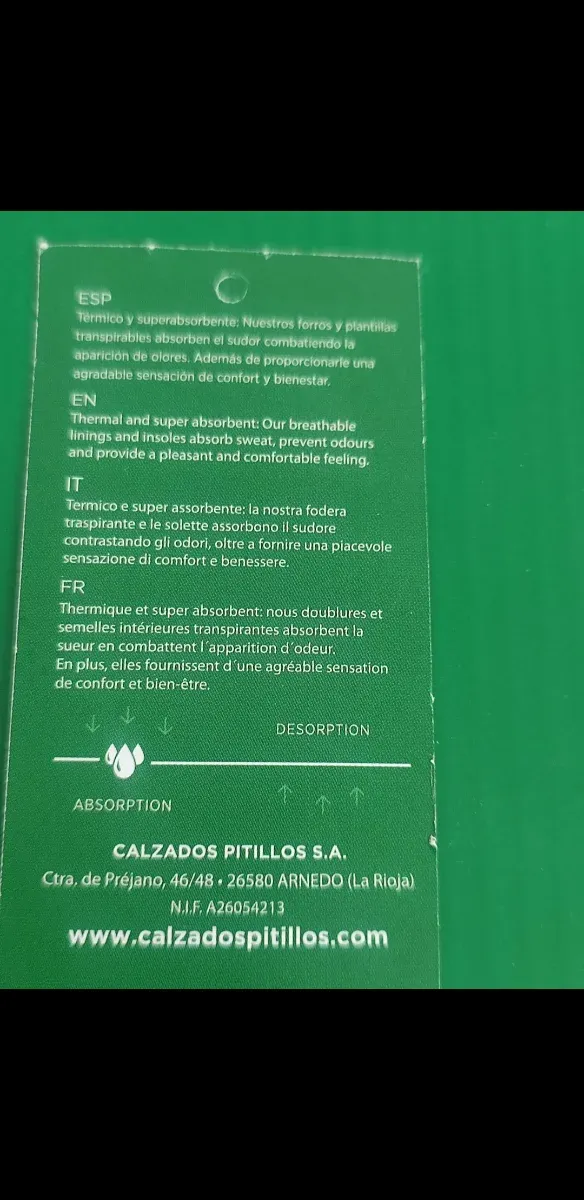 ESP
Térmico y superabsorbente: Nuestros forros y plantillas
transpirables absorben el sudor combatiendo la
aparición de olores. Además de proporcionarle una
agradable sensación de confort y bienestar.
EN
Thermal and super absorbent: Our breathable
linings and insoles absorb sweat, prevent odours
and provide a pleasant and comfortable feeling.
IT
Termico e super assorbente: la nostra fodera
traspirante e le solette assorbono il sudore
contrastando gli odori, oltre a fornire una piacevole
sensazione di comfort e benessere.
FR
Thermique et super absorbent: nous doublures et
semelles intérieures transpirantes absorbent la
sueur en combattent l´apparition d´odeur.
En plus, elles fournissent d´une agréable sensation
de confort et bien-être.
DESORPTION
ABSORPTION
CALZADOS PITILLOS S.A.
Ctra. de Préjano, 46/48 • 26580 ARNEDO (La Rioja)
N.I.F. A26054213
www.calzadospitillos.com